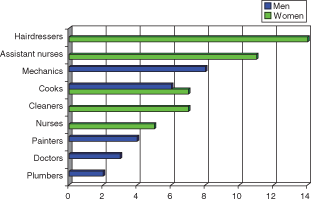 Men
Women
Hairdressers
Assistant nurses
Mechanics
Cooks
Cleaners
Nurses
Painters
Doctors
Plumbers
0 2 4 6 8 10 12 14